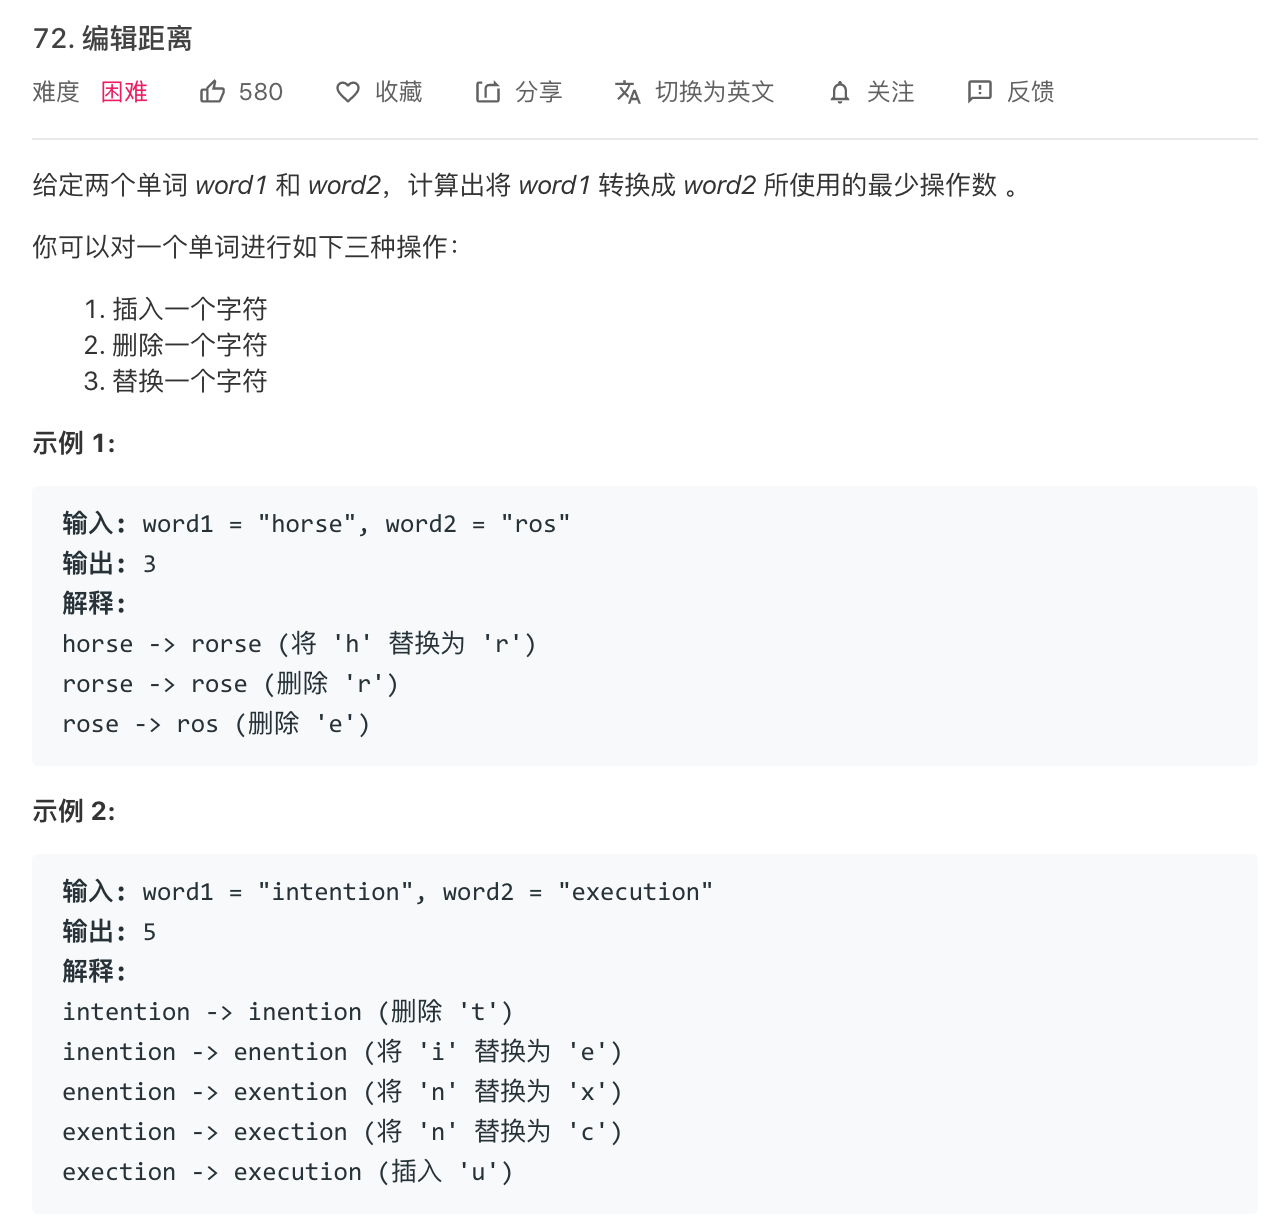 72. 编辑距离
难度 困难 580 收藏 分享 切换为英文 关注 反馈
给定两个单词 word1 和 word2，计算出将 word1 转换成 word2 所使用的最少操作数 。
你可以对一个单词进行如下三种操作：
1. 插入一个字符
2. 删除一个字符
3. 替换一个字符
示例 1:
输入: word1 = "horse", word2 = "ros"
输出: 3
解释:
horse -> rorse (将 'h' 替换为 'r')
rorse -> rose (删除 'r')
rose -> ros (删除 'e')
示例 2:
输入: word1 = "intention", word2 = "execution"
输出: 5
解释:
intention -> inention (删除 't')
inention -> enention (将 'i' 替换为 'e')
enention -> exention (将 'n' 替换为 'x')
exention -> exection (将 'n' 替换为 'c')
exection -> execution (插入 'u')